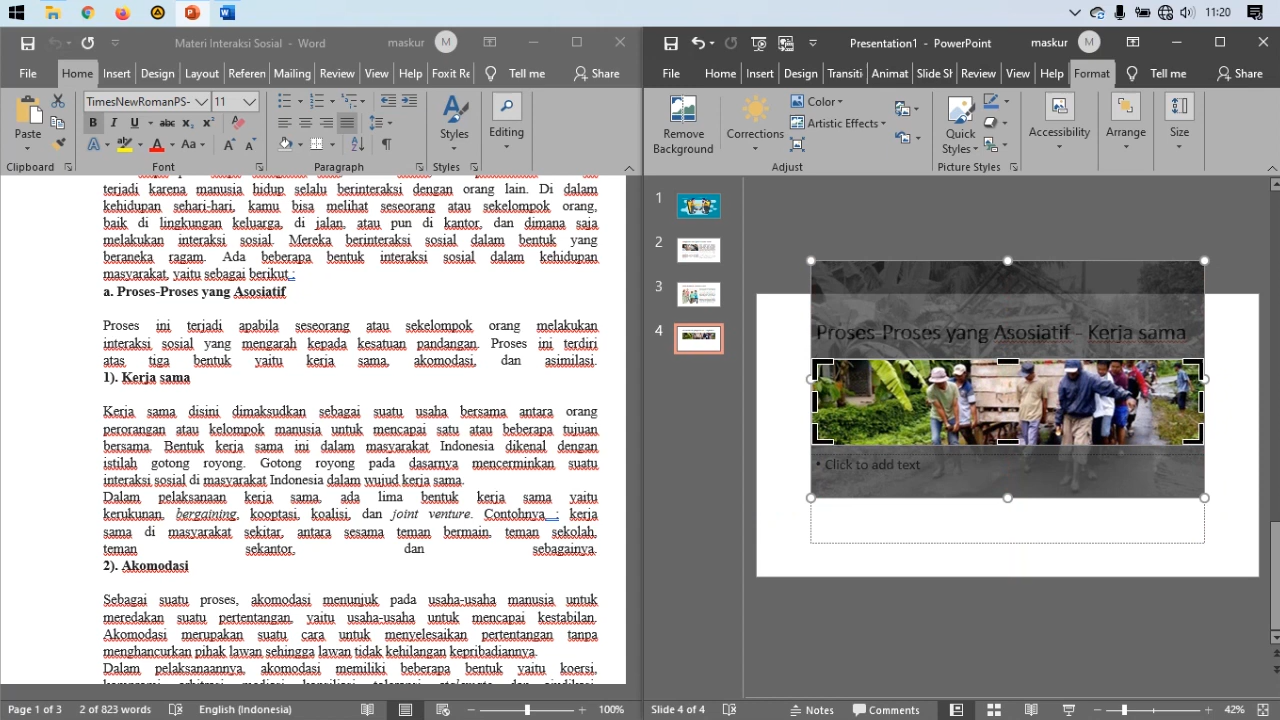 11:20
Materi Interaksi Sosial - Word
maskur
M
Presentation1 - PowerPoint
maskur
M
File Home Insert Design Layout Referen Mailing Review View Help Foxit Re Tell me Share
File Home Insert Design Transiti Animat Slide Sh Review View Help Format Tell me Share
TimesNewRomanPS- 11
Paste
Styles
Editing
Clipboard Font Paragraph Styles
Remove Background
Corrections
Color
Artistic Effects
Quick Styles
Accessibility
Arrange
Size
Adjust Picture Styles
terjadi karena manusia hidup selalu berinteraksi dengan orang lain. Di dalam
kehidupan sehari-hari, kamu bisa melihat seseorang atau sekelompok orang,
baik di lingkungan keluarga, di jalan, atau pun di kantor, dan dimana saja
melakukan interaksi sosial. Mereka berinteraksi sosial dalam bentuk yang
beraneka ragam. Ada beberapa bentuk interaksi sosial dalam kehidupan
masyarakat, yaitu sebagai berikut :
a. Proses-Proses yang Asosiatif
Proses ini terjadi apabila seseorang atau sekelompok orang melakukan
interaksi sosial yang mengarah kepada kesatuan pandangan. Proses ini terdiri
atas tiga bentuk yaitu kerja sama, akomodasi, dan asimilasi.
1). Kerja sama
Kerja sama disini dimaksudkan sebagai suatu usaha bersama antara orang
perorangan atau kelompok manusia untuk mencapai satu atau beberapa tujuan
bersama. Bentuk kerja sama ini dalam masyarakat Indonesia dikenal dengan
istilah gotong royong. Gotong royong pada dasarnya mencerminkan suatu
interaksi sosial di masyarakat Indonesia dalam wujud kerja sama.
Dalam pelaksanaan kerja sama, ada lima bentuk kerja sama yaitu
kerukunan, bergaining, kooptasi, koalisi, dan joint venture. Contohnya : kerja
sama di masyarakat sekitar, antara sesama teman bermain, teman sekolah,
teman sekantor, dan sebagainya.
2). Akomodasi
Sebagai suatu proses, akomodasi menunjuk pada usaha-usaha manusia untuk
meredakan suatu pertentangan, yaitu usaha-usaha untuk mencapai kestabilan.
Akomodasi merupakan suatu cara untuk menyelesaikan pertentangan tanpa
menghancurkan pihak lawan sehingga lawan tidak kehilangan kepribadiannya.
Dalam pelaksanaannya, akomodasi memiliki beberapa bentuk yaitu koersi,
1
2
3
4
Proses-Proses yang Asosiatif - Kerja sama
• Click to add text
Page 1 of 3 2 of 823 words English (Indonesia) 100%
Slide 4 of 4 Notes Comments 42%